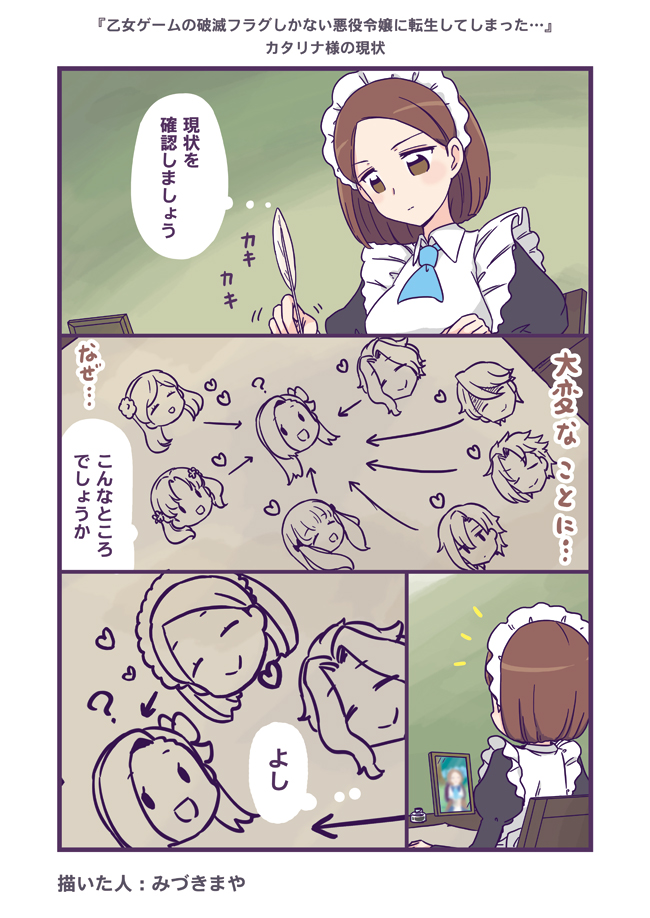 『乙女ゲームの破滅フラグしかない悪役令嬢に転生してしまった…』
カタリナ様の現状
現状を
確認しましょう
カキ
カキ
大変なことに…
なぜ…
?
こんなところ
でしょうか
?
よし
描いた人：みづきまや